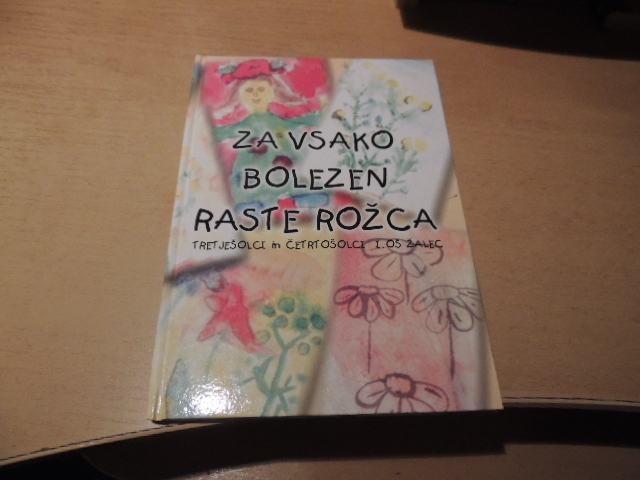 ZA VSAKO
BOLEZEN
RASTE ROŽCA
TRETJEŠOLCI in ČETRTOŠOLCI I. OŠ ŽALEC